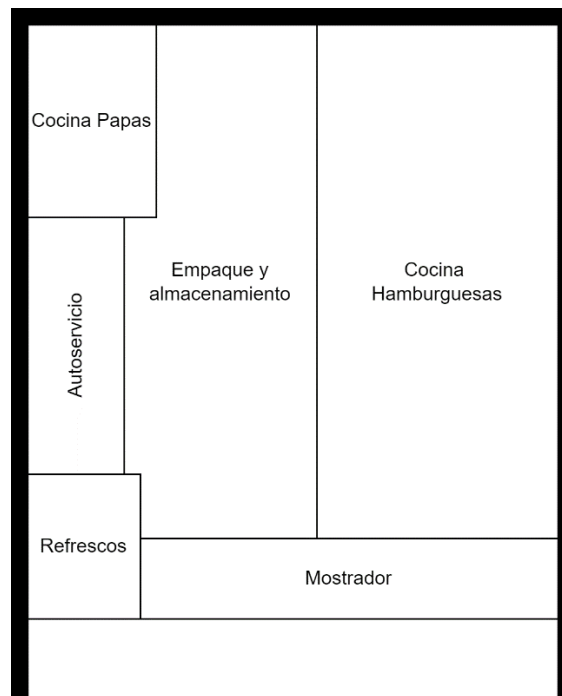 Cocina Papas
Empaque y
almacenamiento
Cocina
Hamburguesas
Autoservicio
Refrescos
Mostrador